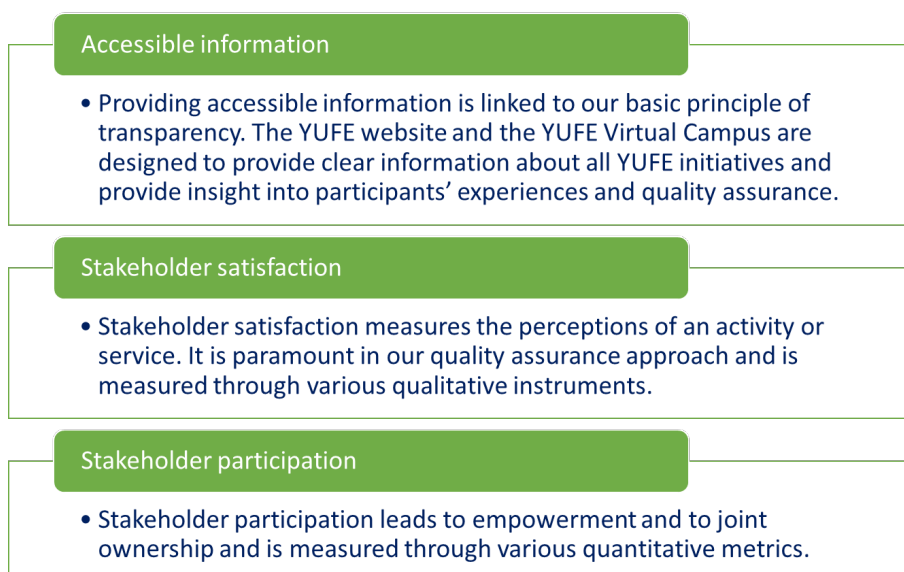 Accessible information
• Providing accessible information is linked to our basic principle of
transparency. The YUFE website and the YUFE Virtual Campus are
designed to provide clear information about all YUFE initiatives and
provide insight into participants’ experiences and quality assurance.
Stakeholder satisfaction
• Stakeholder satisfaction measures the perceptions of an activity or
service. It is paramount in our quality assurance approach and is
measured through various qualitative instruments.
Stakeholder participation
• Stakeholder participation leads to empowerment and to joint
ownership and is measured through various quantitative metrics.